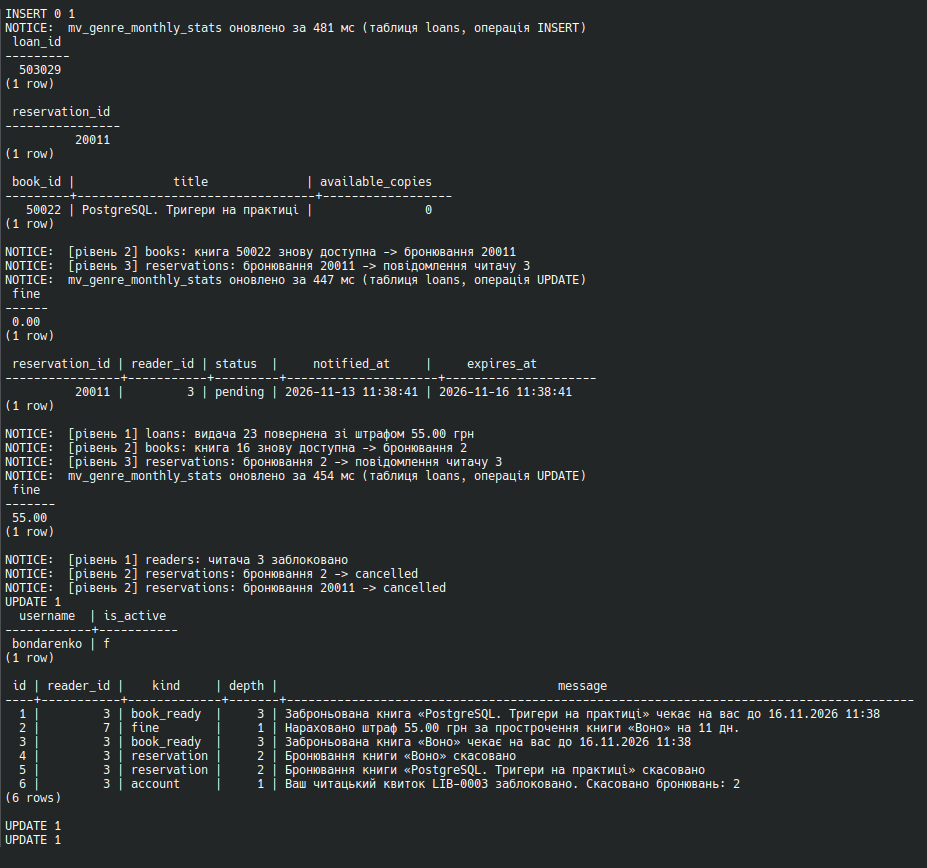 INSERT 0 1
NOTICE:  mv_genre_monthly_stats оновлено за 481 мс (таблиця loans, операція INSERT)
 loan_id
---------
  503029
(1 row)

 reservation_id
----------------
          20011
(1 row)

 book_id |              title              | available_copies
---------+---------------------------------+------------------
   50022 | PostgreSQL. Тригери на практиці |                0
(1 row)

NOTICE:  [рівень 2] books: книга 50022 знову доступна -> бронювання 20011
NOTICE:  [рівень 3] reservations: бронювання 20011 -> повідомлення читачу 3
NOTICE:  mv_genre_monthly_stats оновлено за 447 мс (таблиця loans, операція UPDATE)
 fine
------
 0.00
(1 row)

 reservation_id | reader_id | status  |     notified_at     |     expires_at
----------------+-----------+---------+---------------------+---------------------
          20011 |         3 | pending | 2026-11-13 11:38:41 | 2026-11-16 11:38:41
(1 row)

NOTICE:  [рівень 1] loans: видача 23 повернена зі штрафом 55.00 грн
NOTICE:  [рівень 2] books: книга 16 знову доступна -> бронювання 2
NOTICE:  [рівень 3] reservations: бронювання 2 -> повідомлення читачу 3
NOTICE:  mv_genre_monthly_stats оновлено за 454 мс (таблиця loans, операція UPDATE)
 fine
-------
 55.00
(1 row)

NOTICE:  [рівень 1] readers: читача 3 заблоковано
NOTICE:  [рівень 2] reservations: бронювання 2 -> cancelled
NOTICE:  [рівень 2] reservations: бронювання 20011 -> cancelled
UPDATE 1
  username  | is_active
------------+-----------
 bondarenko | f
(1 row)

 id | reader_id |    kind     | depth |                                       message
----+-----------+-------------+-------+--------------------------------------------------------------------------------------
  1 |         3 | book_ready  |     3 | Заброньована книга «PostgreSQL. Тригери на практиці» чекає на вас до 16.11.2026 11:38
  2 |         7 | fine        |     1 | Нараховано штраф 55.00 грн за прострочення книги «Воно» на 11 дн.
  3 |         3 | book_ready  |     3 | Заброньована книга «Воно» чекає на вас до 16.11.2026 11:38
  4 |         3 | reservation |     2 | Бронювання книги «Воно» скасовано
  5 |         3 | reservation |     2 | Бронювання книги «PostgreSQL. Тригери на практиці» скасовано
  6 |         3 | account     |     1 | Ваш читацький квиток LIB-0003 заблоковано. Скасовано бронювань: 2
(6 rows)

UPDATE 1
UPDATE 1